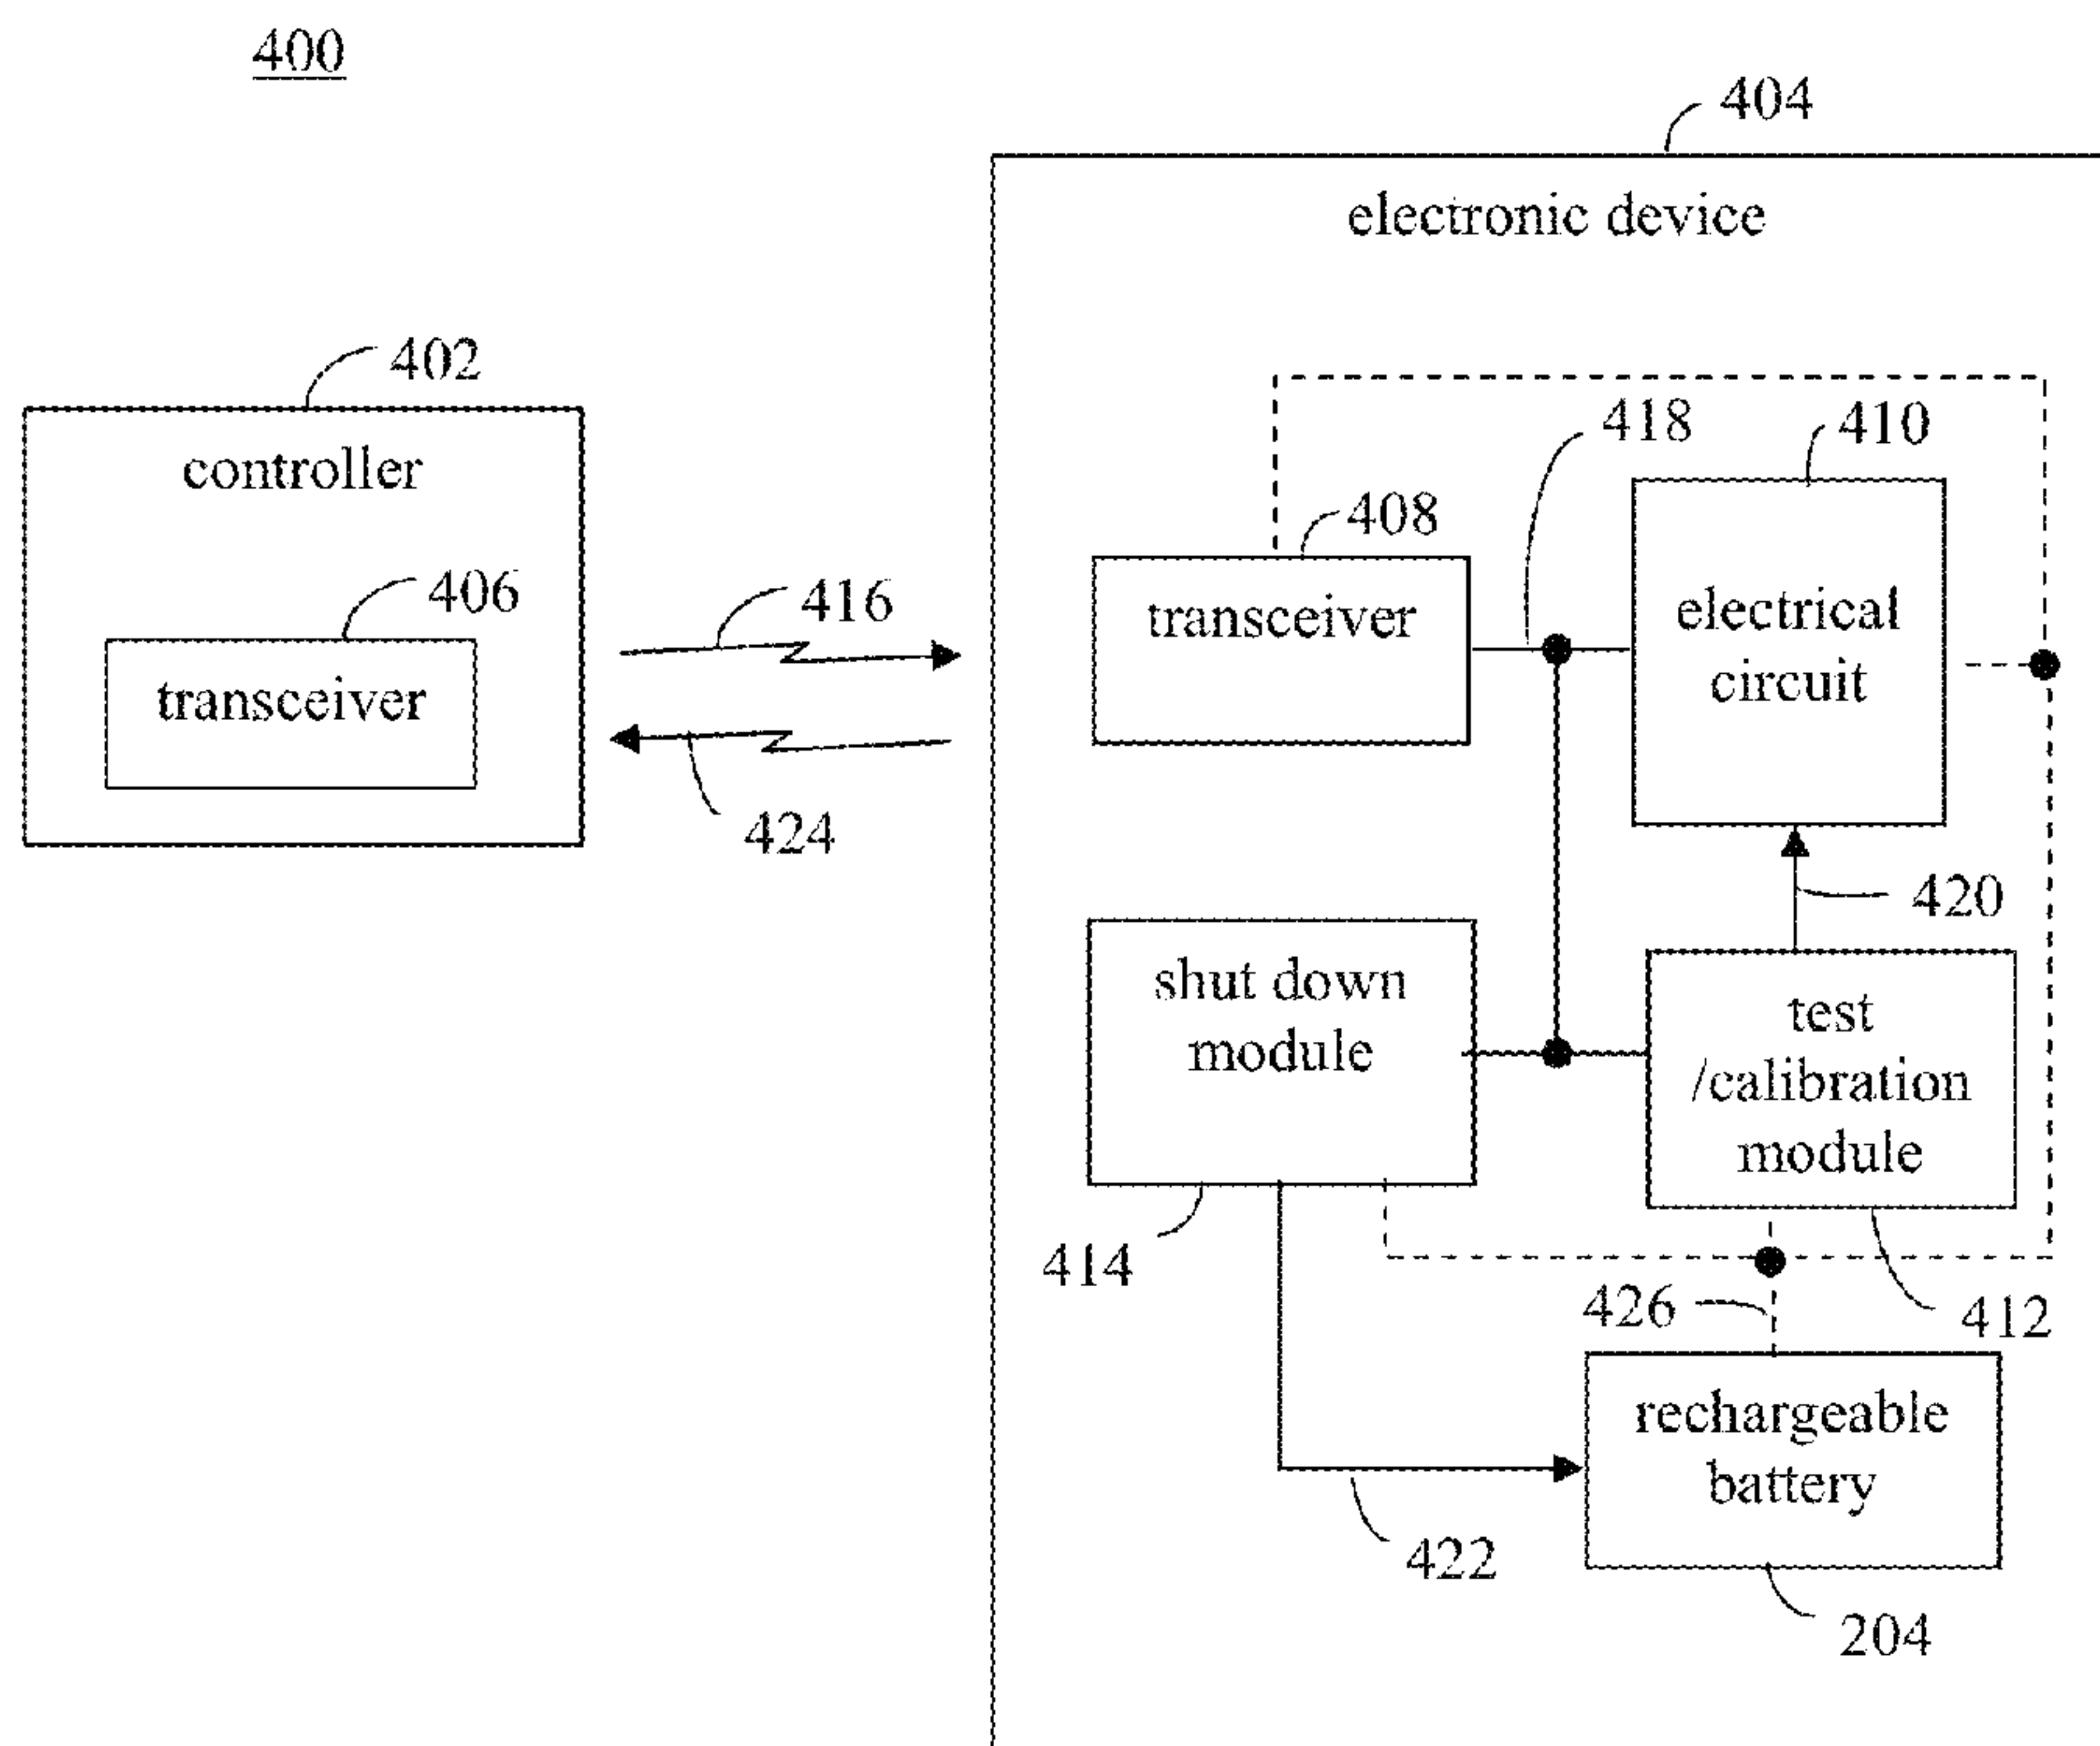 400
404
electronic device
402
controller
406
transceiver
416
424
418
410
408
transceiver
electrical
circuit
420
shut down
module
test
/calibration
module
414
426
412
rechargeable
battery
422
204